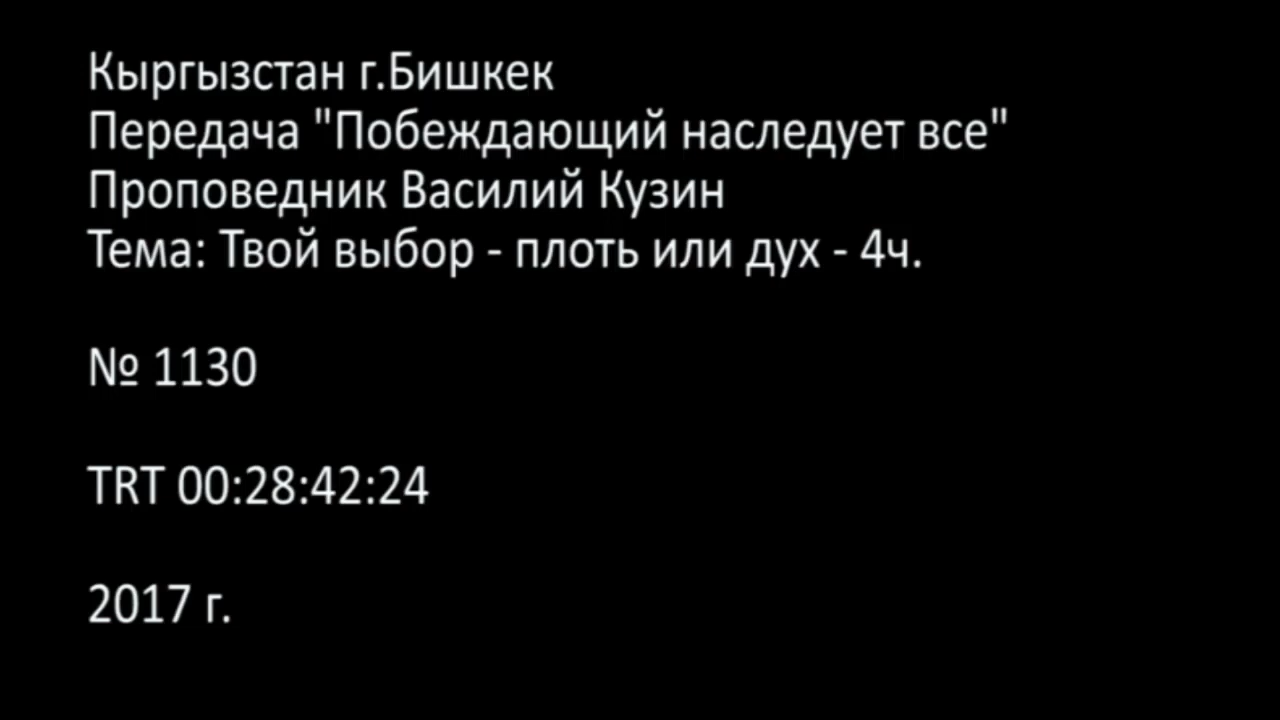 Кыргызстан г.Бишкек
Передача "Побеждающий наследует все"
Проповедник Василий Кузин
Тема: Твой выбор - плоть или дух - 4ч.
№ 1130
TRT 00:28:42:24
2017 г.